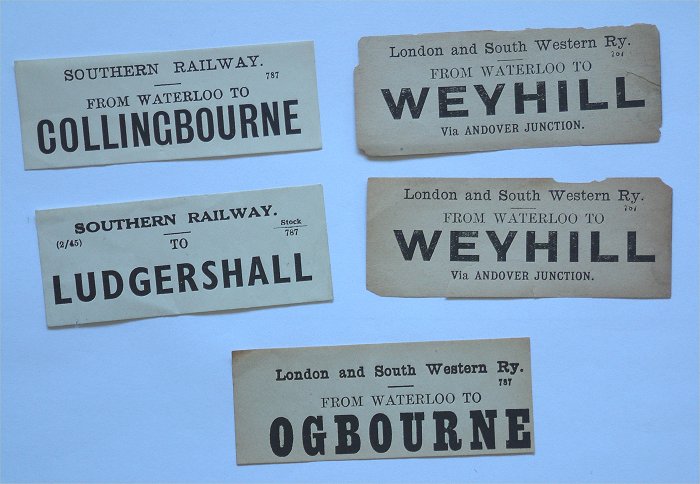 SOUTHERN RAILWAY.
787
FROM WATERLOO TO
COLLINGBOURNE
London and South Western Ry.
701
FROM WATERLOO TO
WEYHILL
Via ANDOVER JUNCTION.
SOUTHERN RAILWAY.
(2/45)
Stock
787
TO
LUDGERSHALL
London and South Western Ry.
701
FROM WATERLOO TO
WEYHILL
Via ANDOVER JUNCTION.
London and South Western Ry.
787
FROM WATERLOO TO
OGBOURNE